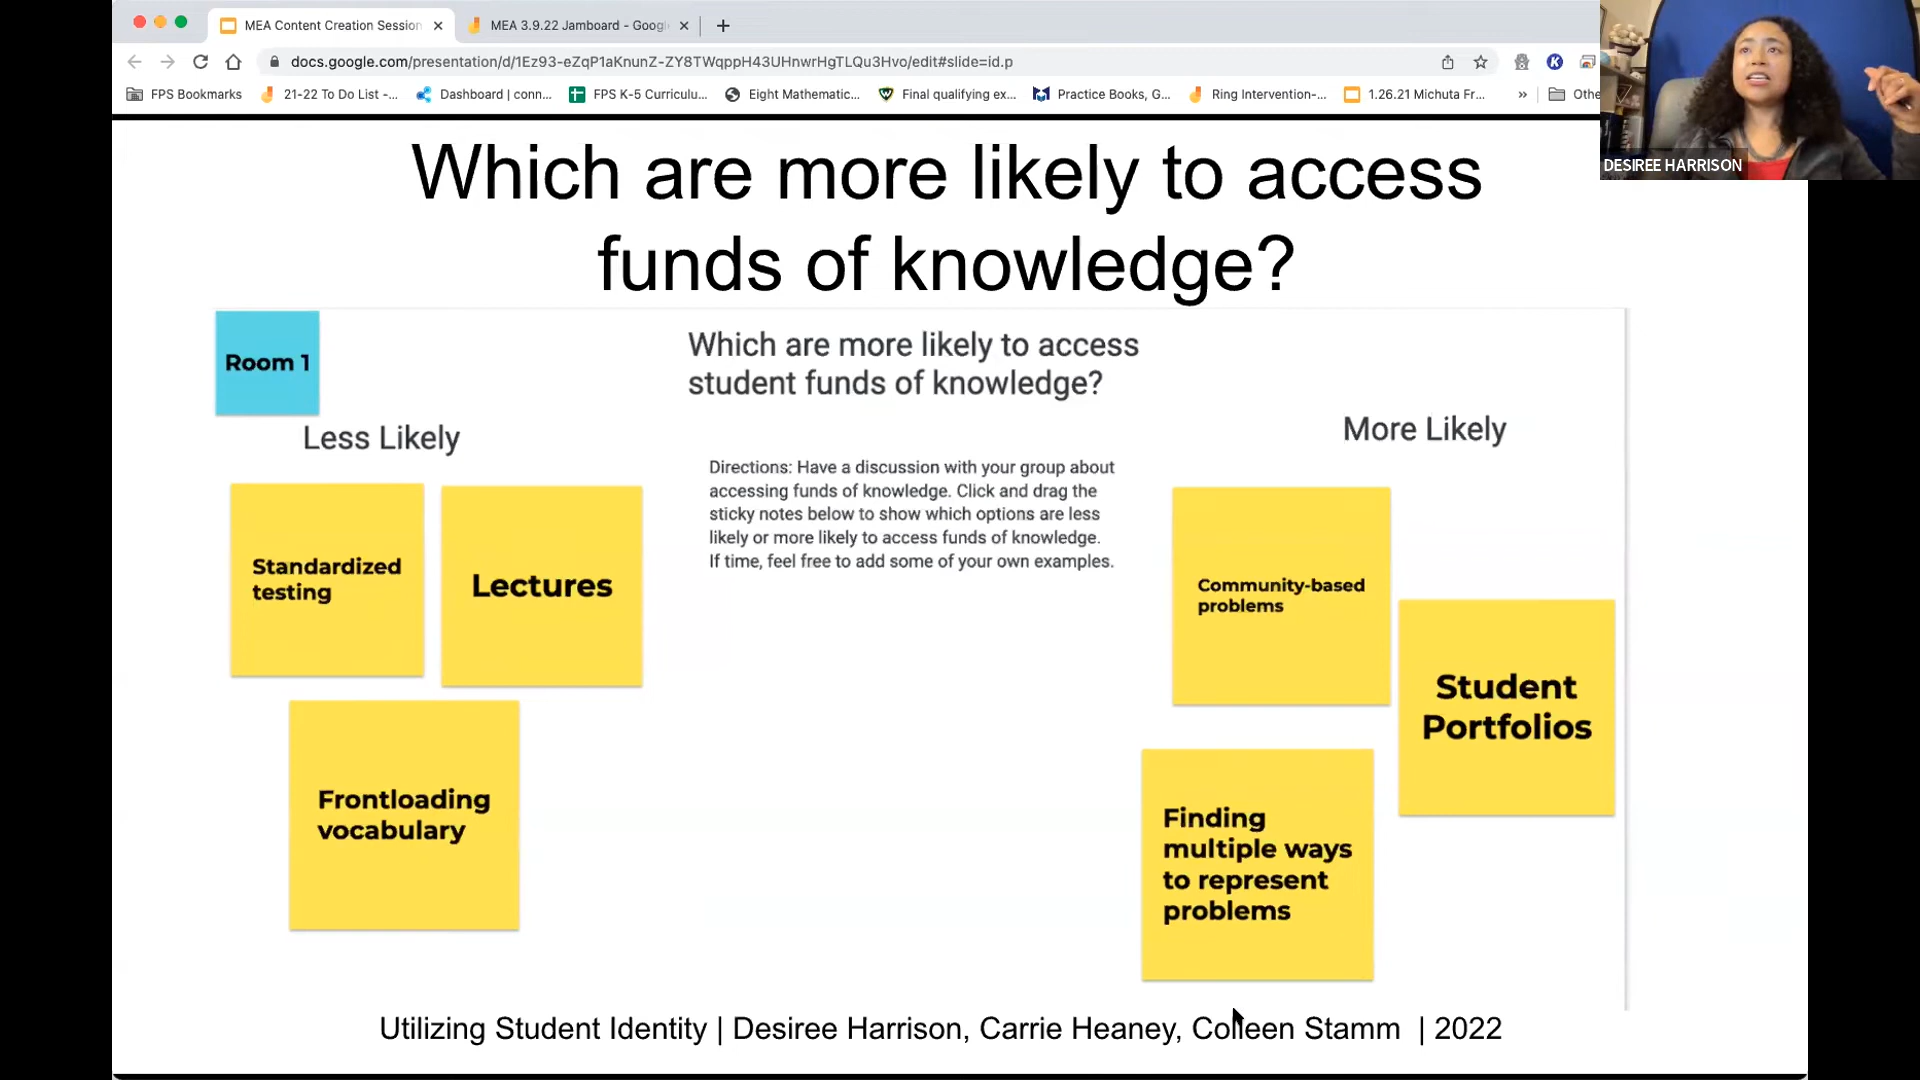 MEA Content Creation Session
MEA 3.9.22 Jamboard - Goog
docs.google.com/presentation/d/1Ez93-eZqP1aKnunZ-ZY8TWqppH43UHnwrHgTLQu3Hvo/edit#slide=id.p
FPS Bookmarks
21-22 To Do List -...
Dashboard | conn...
FPS K-5 Curriculu...
Eight Mathematic...
Final qualifying ex...
Practice Books, G...
Ring Intervention-...
1.26.21 Michuta Fr...
»
Othe
DESIREE HARRISON
Which are more likely to access
funds of knowledge?
Room 1
Which are more likely to access
student funds of knowledge?
Less Likely
More Likely
Directions: Have a discussion with your group about
accessing funds of knowledge. Click and drag the
sticky notes below to show which options are less
likely or more likely to access funds of knowledge.
If time, feel free to add some of your own examples.
Standardized
testing
Lectures
Frontloading
vocabulary
Community-based
problems
Student
Portfolios
Finding
multiple ways
to represent
problems
Utilizing Student Identity | Desiree Harrison, Carrie Heaney, Colleen Stamm | 2022